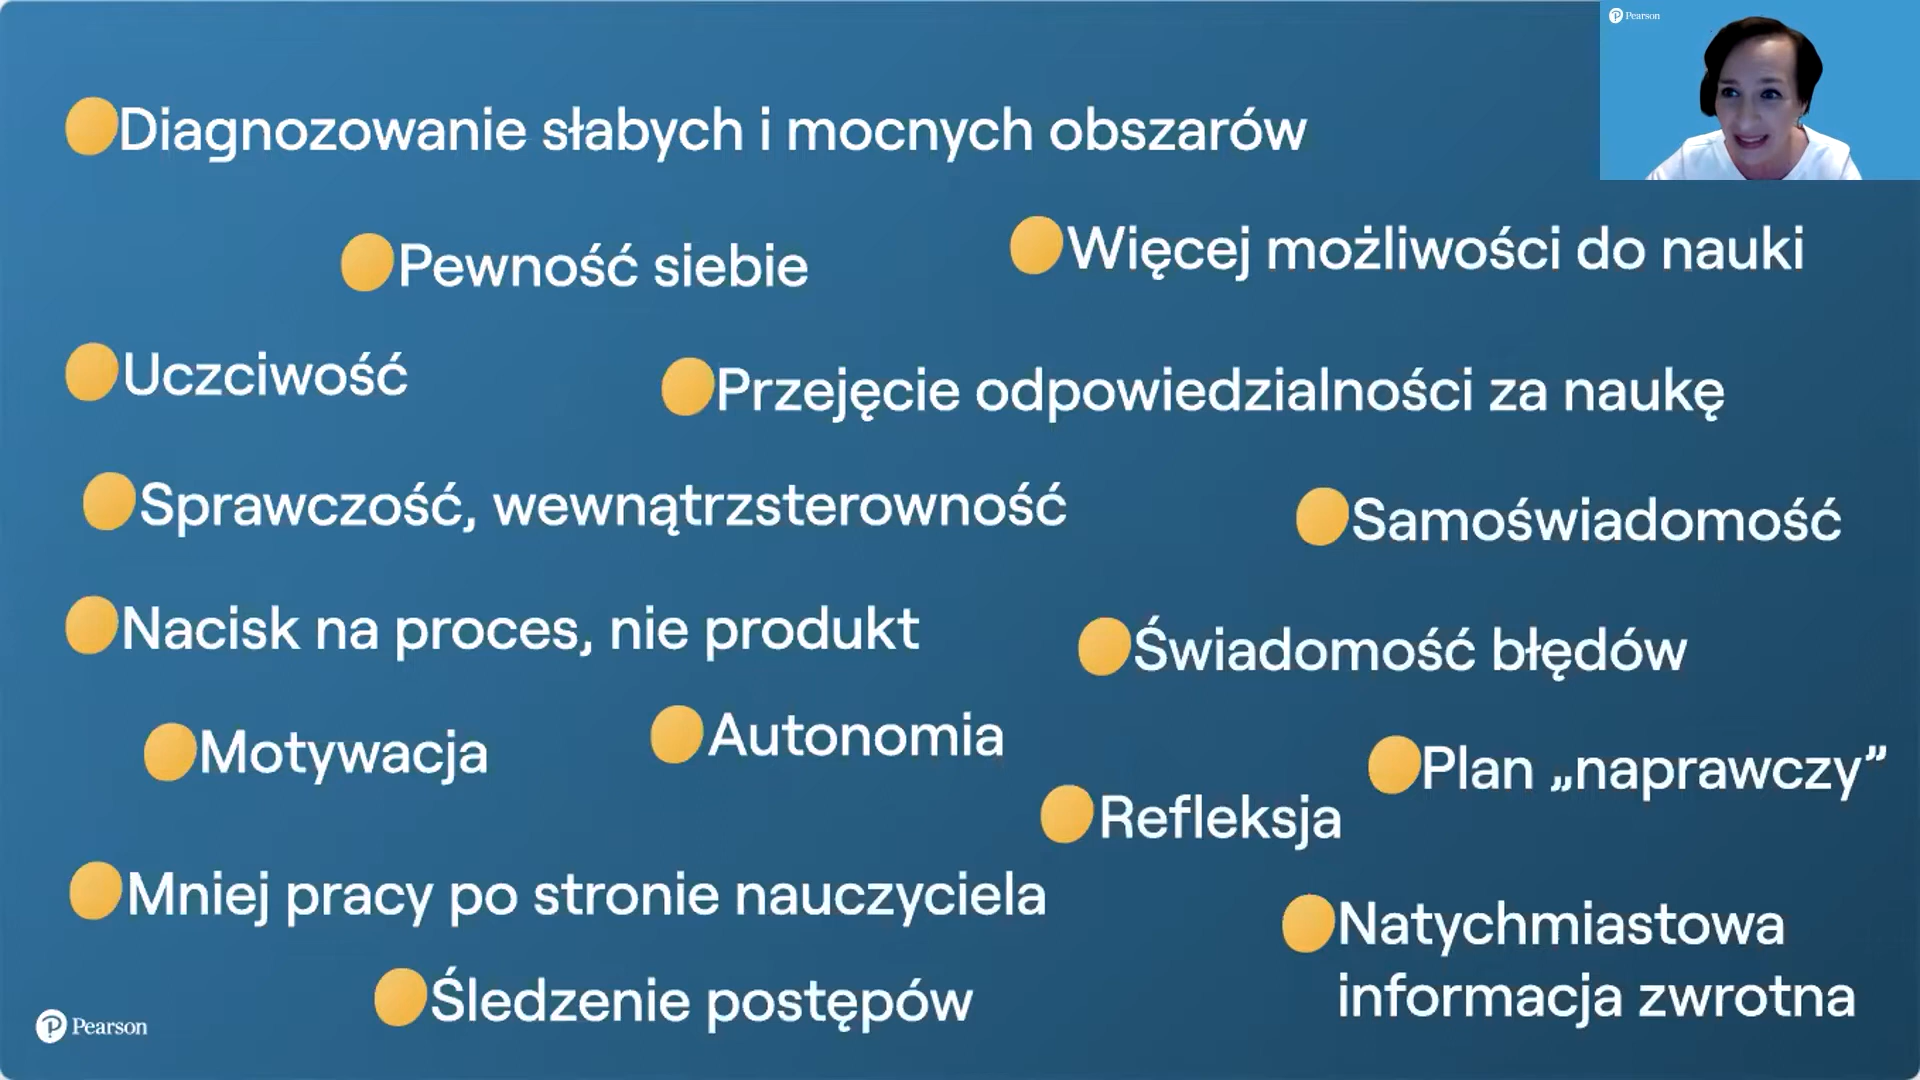 Pearson
Diagnozowanie słabych i mocnych obszarów
Pewność siebie
Więcej możliwości do nauki
Uczciwość
Przejęcie odpowiedzialności za naukę
Sprawczość, wewnątrzsterowność
Samoświadomość
Nacisk na proces, nie produkt
Świadomość błędów
Motywacja
Autonomia
Plan „naprawczy”
Refleksja
Mniej pracy po stronie nauczyciela
Natychmiastowa
informacja zwrotna
Śledzenie postępów
Pearson